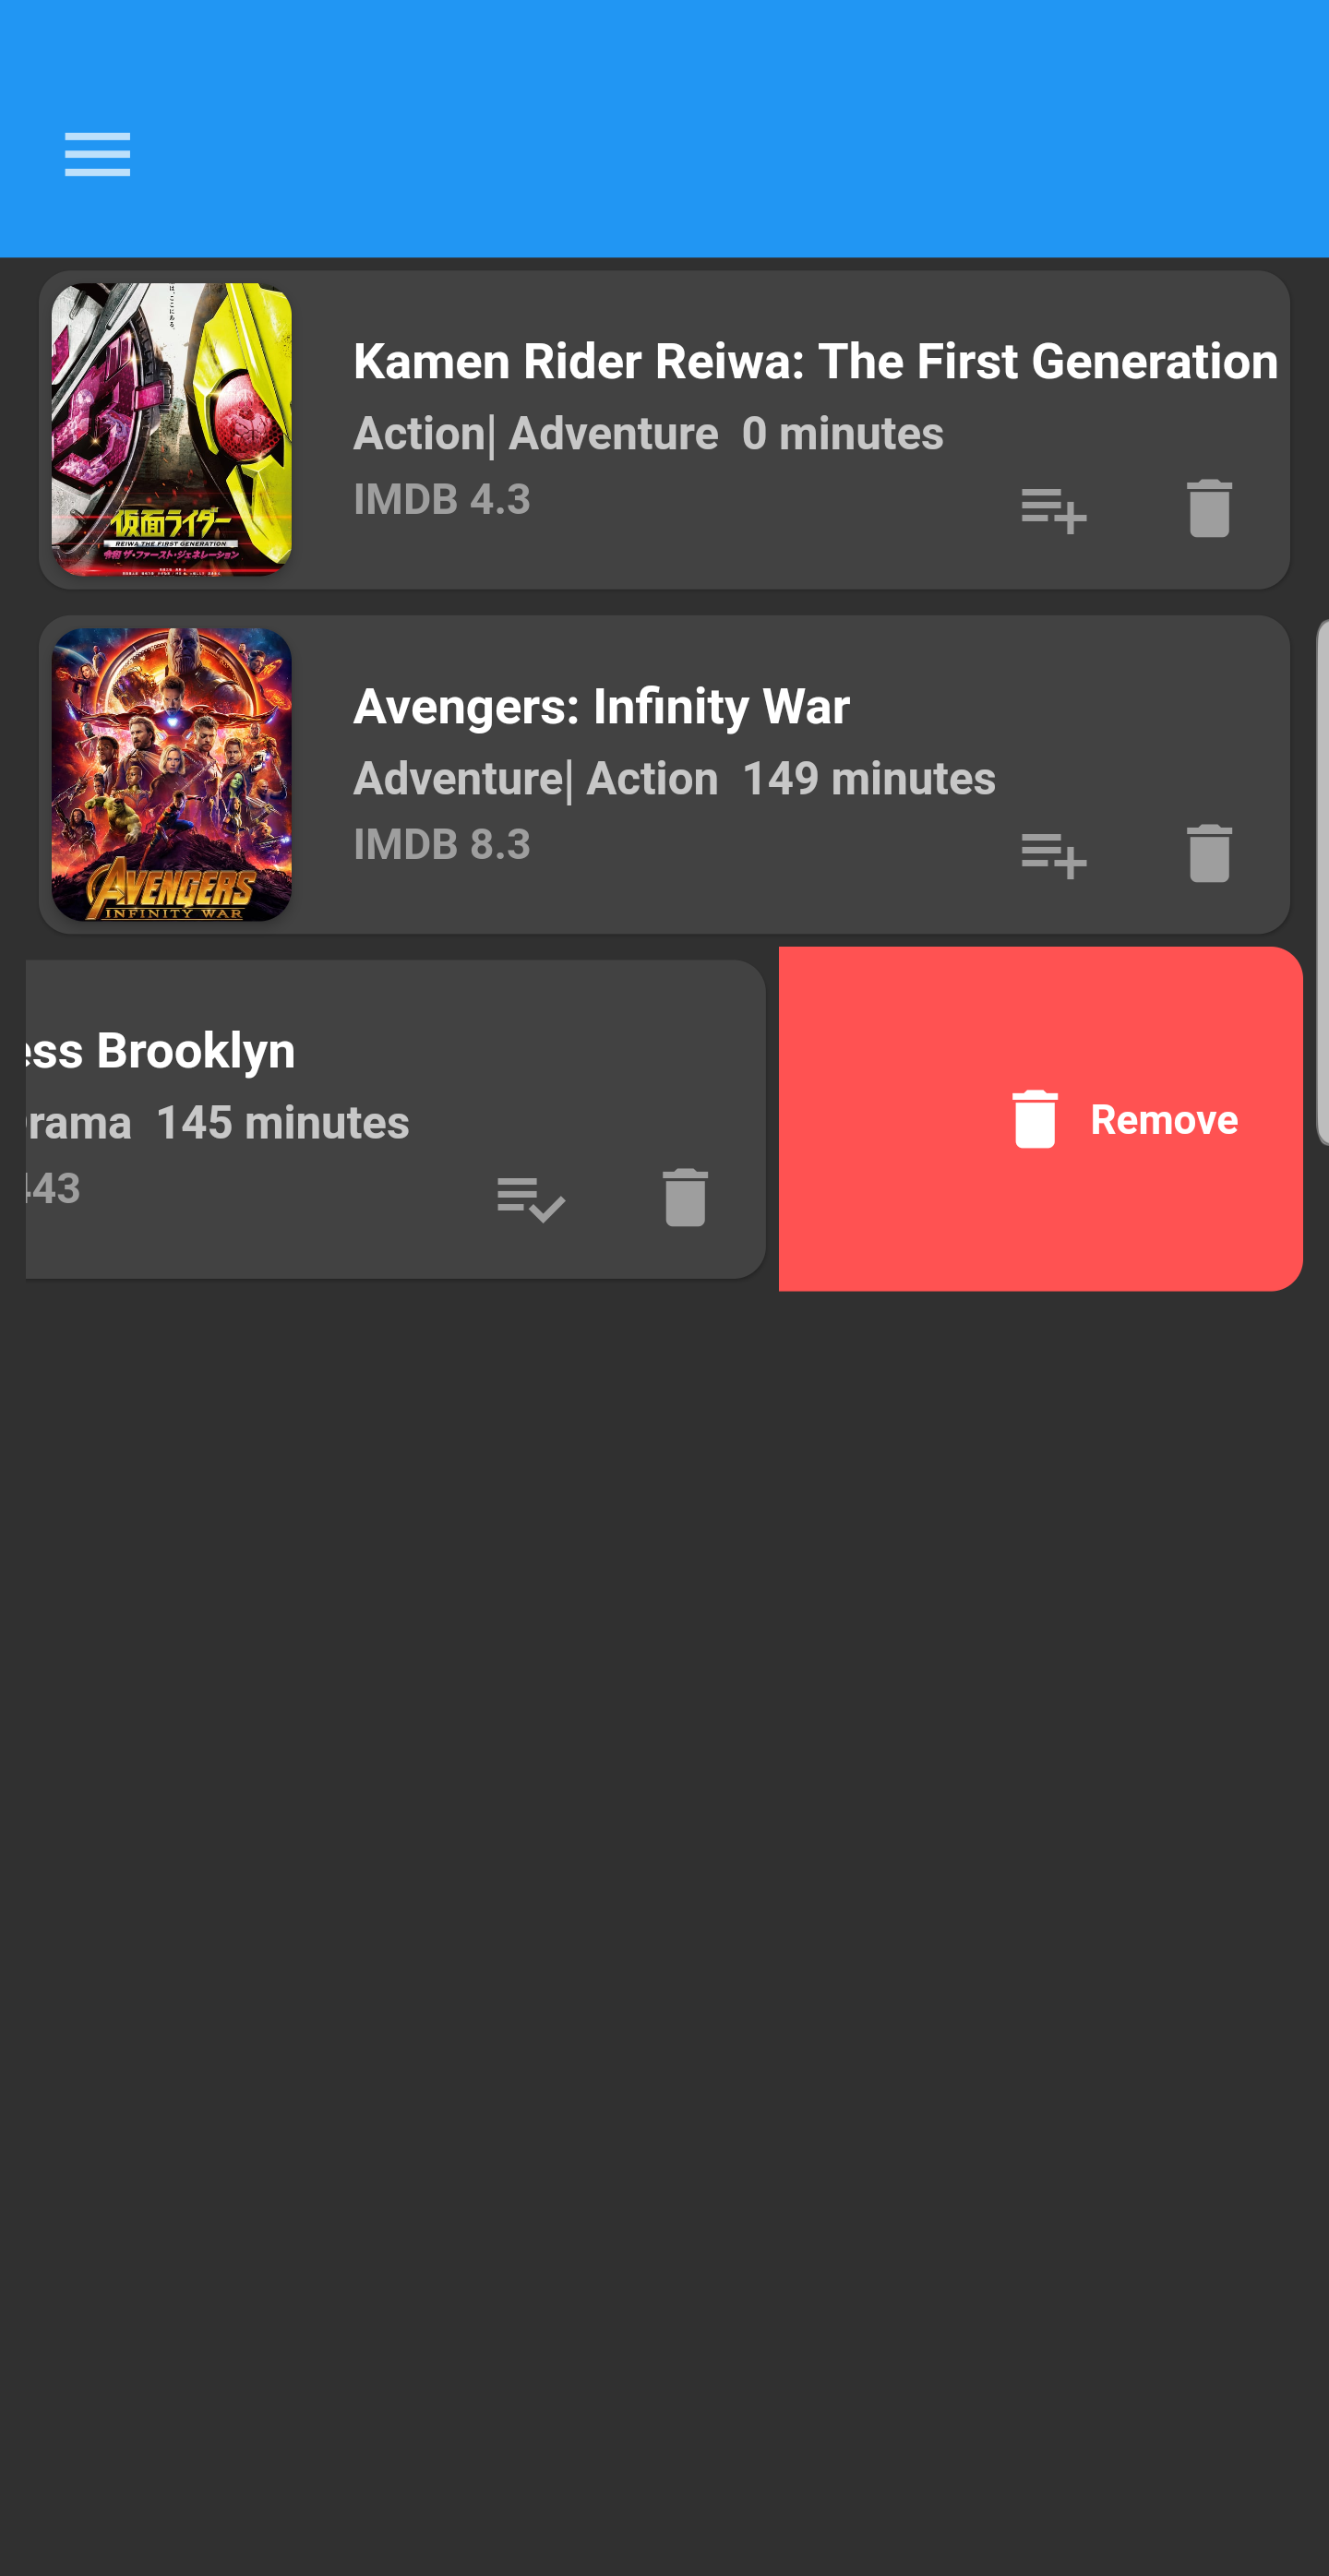 Kamen Rider Reiwa: The First Generation
Action| Adventure 0 minutes
IMDB 4.3
仮面ライダー
REIWA THE FIRST GENERATION
令和 ザ・ファースト・ジェネレーション
Avengers: Infinity War
Adventure| Action 149 minutes
IMDB 8.3
AVENGERS
INFINITY WAR
ess Brooklyn
rama 145 minutes
443
Remove